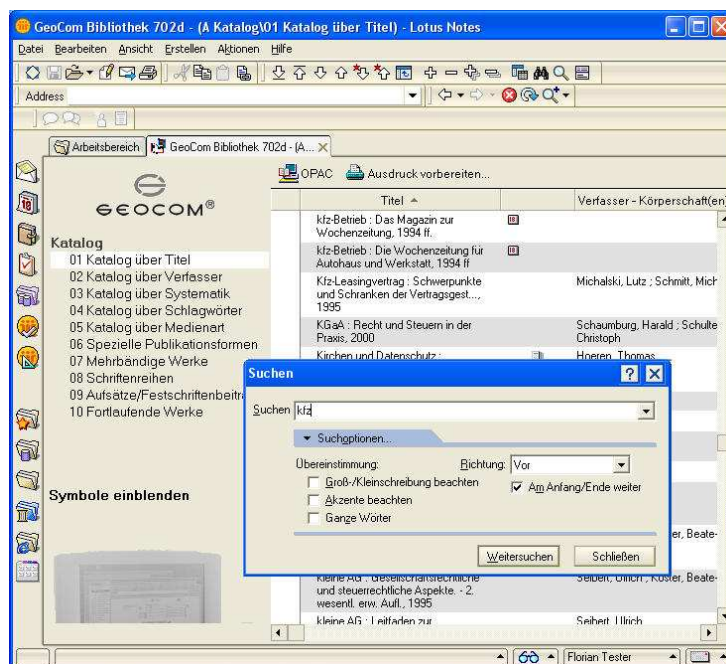 GeoCom Bibliothek 702d - (A Katalog\01 Katalog über Titel) - Lotus Notes
Datei Bearbeiten Ansicht Erstellen Aktionen Hilfe
Address
Arbeitsbereich GeoCom Bibliothek 702d - (A...
GEOCOM®
Katalog
01 Katalog über Titel
02 Katalog über Verfasser
03 Katalog über Systematik
04 Katalog über Schlagwörter
05 Katalog über Medienart
06 Spezielle Publikationsformen
07 Mehrbändige Werke
08 Schriftenreihen
09 Aufsätze/Festschriftenbeitr
10 Fortlaufende Werke
Symbole einblenden
OPAC Ausdruck vorbereiten...
Titel Verfasser - Körperschaft(en)
kfz-Betrieb : Das Magazin zur
Wochenzeitung, 1994 ff.
kfz-Betrieb : Die Wochenzeitung für
Autohaus und Werkstatt, 1994 ff
Kfz-Leasingvertrag : Schwerpunkte Michalski, Lutz ; Schmitt, Mich
und Schranken der Vertragsgest...,
1995
KGaA : Recht und Steuern in der Schaumburg, Harald ; Schulte
Praxis, 2000 Christoph
Kirchen und Datenschutz : Hoeren, Thomas
Suchen
Suchen kfz
Suchoptionen...
Übereinstimmung: Richtung: Vor
Groß-/Kleinschreibung beachten Am Anfang/Ende weiter
Akzente beachten
Ganze Wörter
Weitersuchen Schließen
er, Beate-
kleine AG : Gesellschaftsrechtliche Seibert, Ulrich ; Köster, Beate-
und steuerrechtliche Aspekte. - 2.
wesentl. erw. Aufl., 1995
kleine AG : Leitfaden zur Seibert, Ulrich
Florian Tester